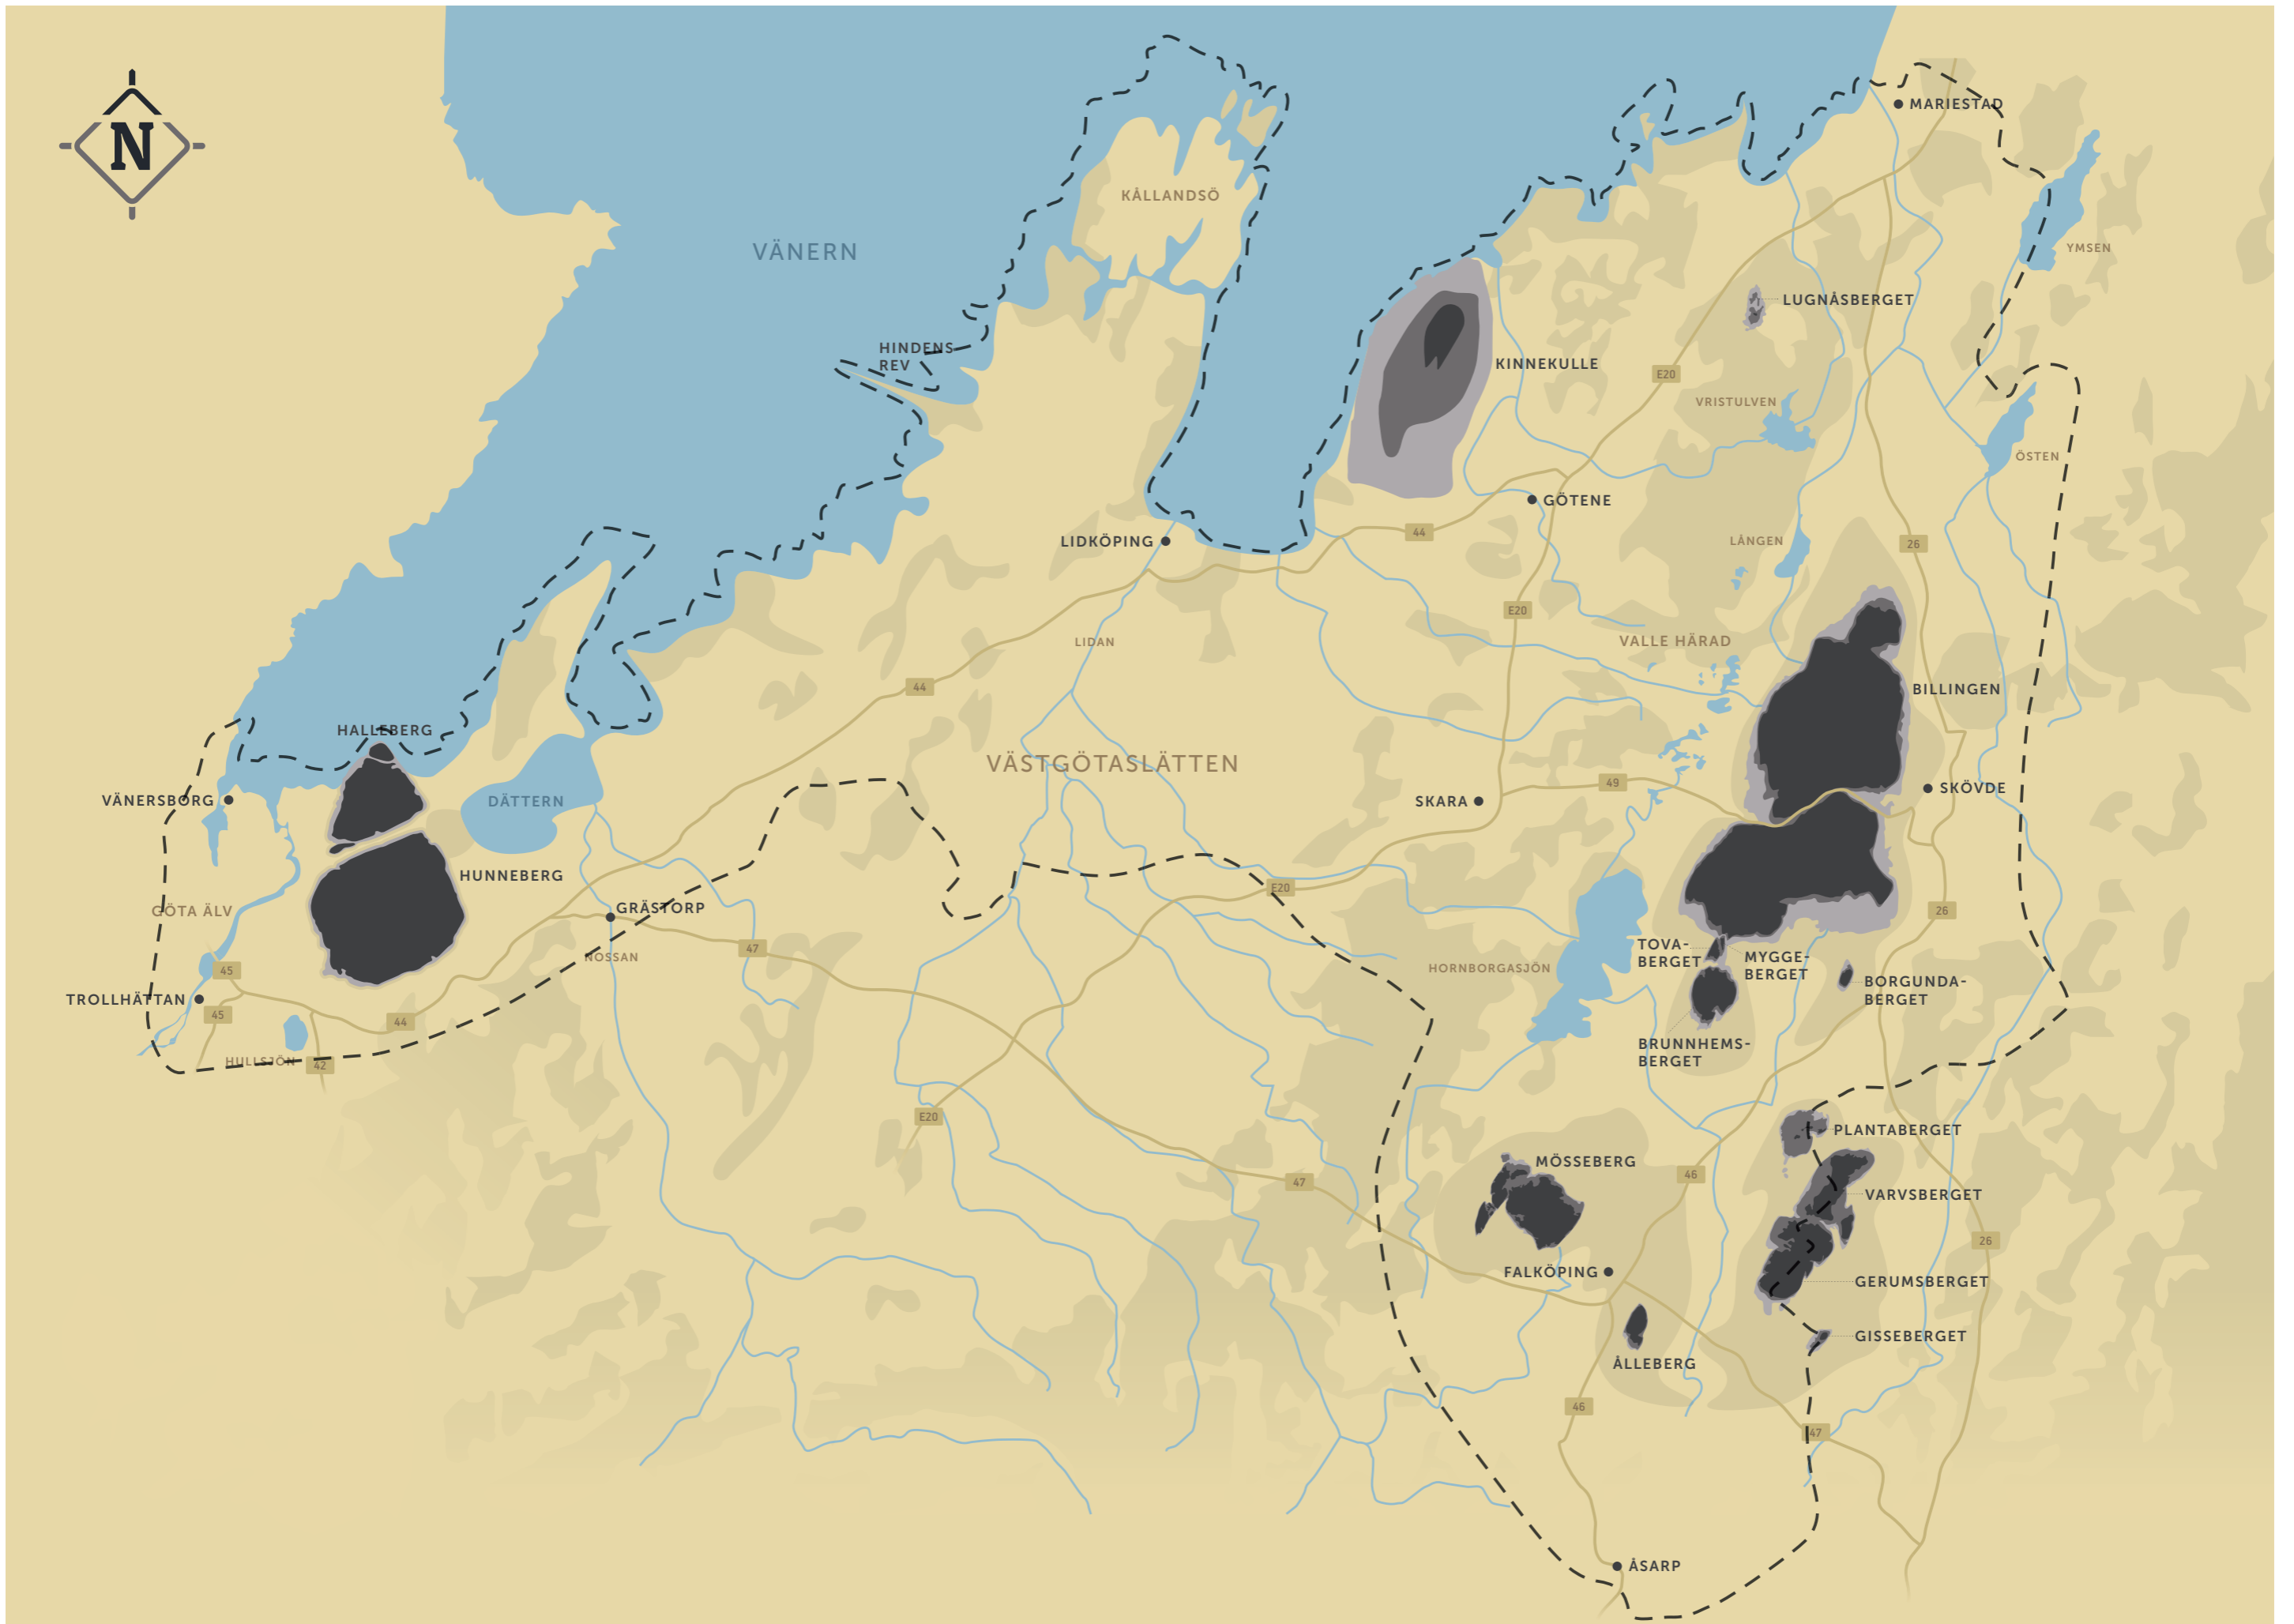 N
MARIESTAD
KÅLLANDSÖ
VÄNERN
YMSEN
LUGNÅSBERGET
HINDENS
REV
KINNEKULLE
E20
VRISTULVEN
ÖSTEN
GÖTENE
44
LIDKÖPING
LÅNGEN
26
E20
LIDAN
VALLE HÄRAD
44
BILLINGEN
HALLEBERG
VÄSTGÖTASLÄTTEN
49
SKÖVDE
VÄNERSBORG
DÄTTERN
SKARA
HUNNEBERG
E20
GÖTA ÄLV
GRÄSTORP
26
47
NOSSAN
TOVA-
BERGET
MYGGE-
BERGET
HORNBORGASJÖN
45
BORGUNDA-
BERGET
TROLLHÄTTAN
45
44
BRUNNHEMS-
BERGET
HULLSJÖN
42
E20
PLANTABERGET
MÖSSEBERG
46
47
VARVSBERGET
26
FALKÖPING
GERUMSBERGET
GISSEBERGET
ÅLLEBERG
46
47
ÅSARP